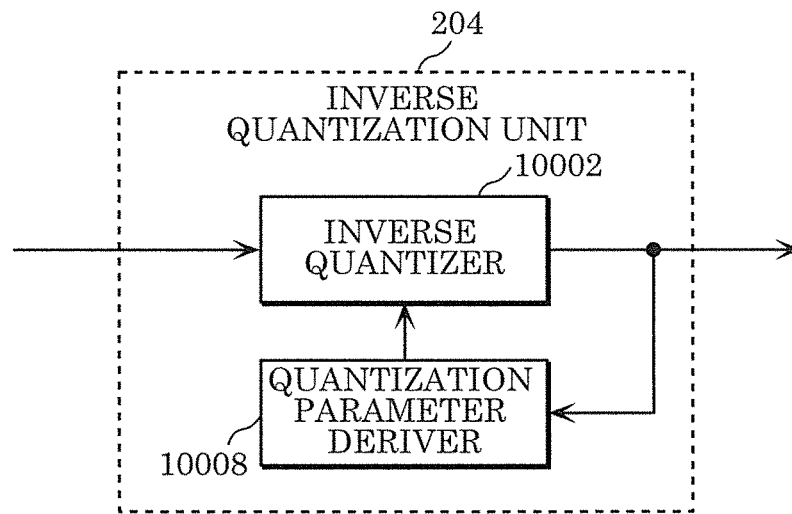 204
INVERSE
QUANTIZATION UNIT
10002
INVERSE
QUANTIZER
QUANTIZATION
PARAMETER
DERIVER
10008